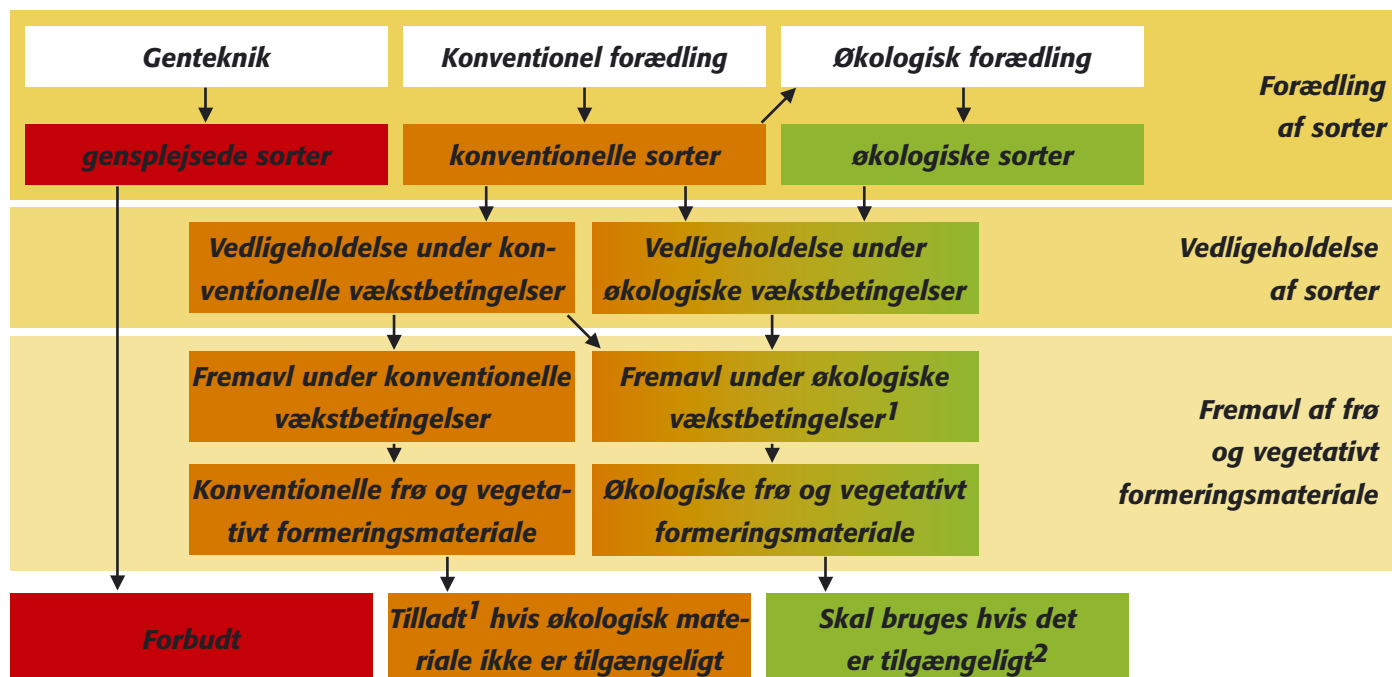 Genteknik
Konventionel forædling
Økologisk forædling
Forædling
af sorter
gensplejsede sorter
konventionelle sorter
økologiske sorter
Vedligeholdelse under kon-
ventionelle vækstbetingelser
Vedligeholdelse under
økologiske vækstbetingelser
Vedligeholdelse
af sorter
Fremavl under konventionelle
vækstbetingelser
Fremavl under økologiske
vækstbetingelser1
Fremavl af frø
og vegetativt
formeringsmateriale
Konventionelle frø og vegeta-
tivt formeringsmateriale
Økologiske frø og vegetativt
formeringsmateriale
Forbudt
Tilladt1 hvis økologisk mate-
riale ikke er tilgængeligt
Skal bruges hvis det
er tilgængeligt2